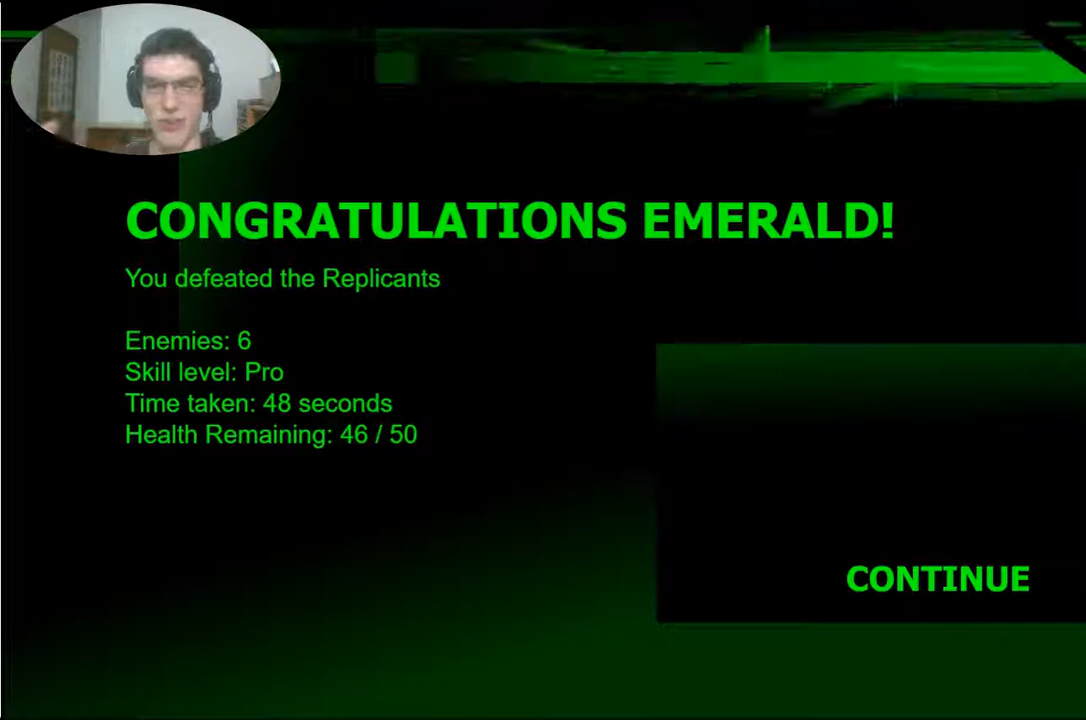 CONGRATULATIONS EMERALD!
You defeated the Replicants
Enemies: 6
Skill level: Pro
Time taken: 48 seconds
Health Remaining: 46 / 50
CONTINUE